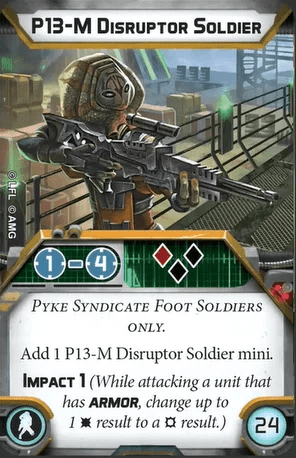 P13-M Disruptor Soldier
©LFL ©AMG
1 - 4
Pyke Syndicate Foot Soldiers
only.
Add 1 P13-M Disruptor Soldier mini.
Impact 1 (While attacking a unit that
has armor, change up to
1 result to a result.)
24